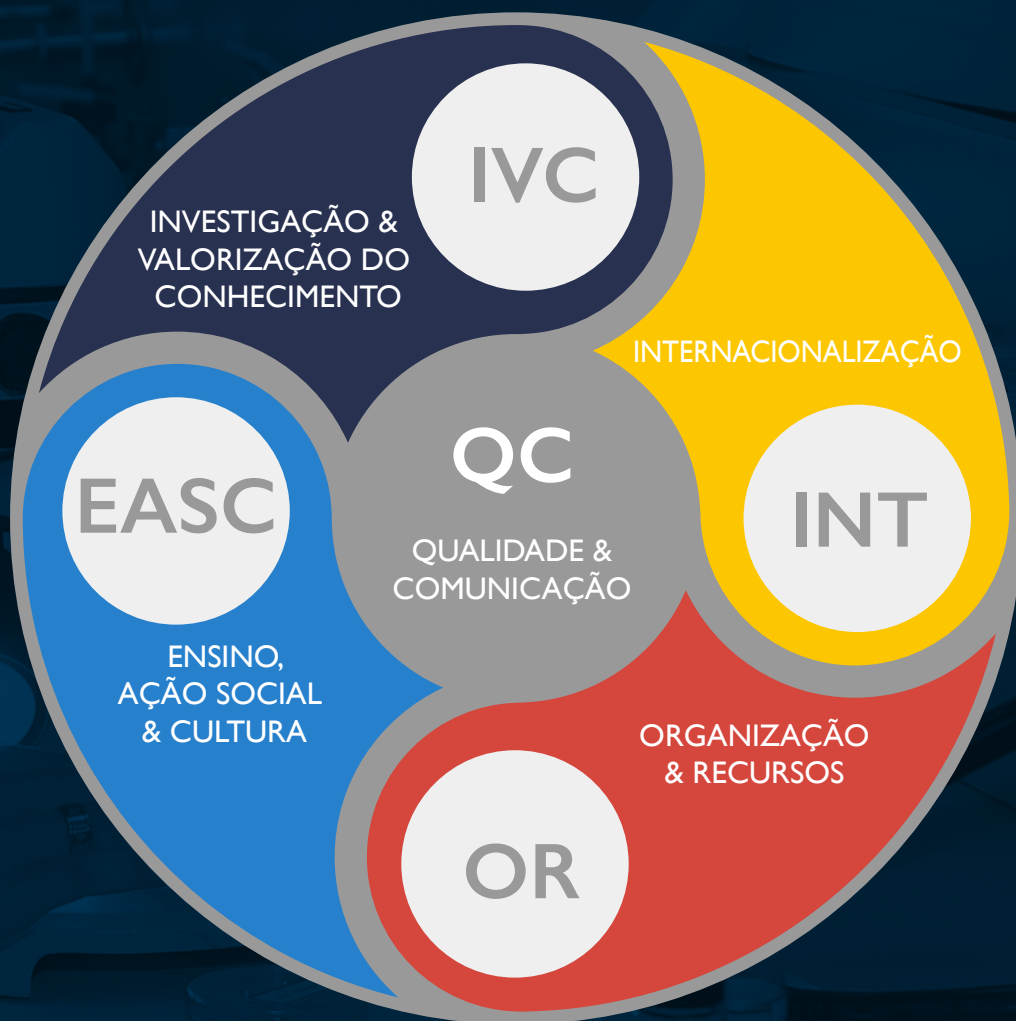 IVC
INVESTIGAÇÃO &
VALORIZAÇÃO DO
CONHECIMENTO
INTERNACIONALIZAÇÃO
INT
QC
QUALIDADE &
COMUNICAÇÃO
EASC
ENSINO,
AÇÃO SOCIAL
& CULTURA
ORGANIZAÇÃO
& RECURSOS
OR